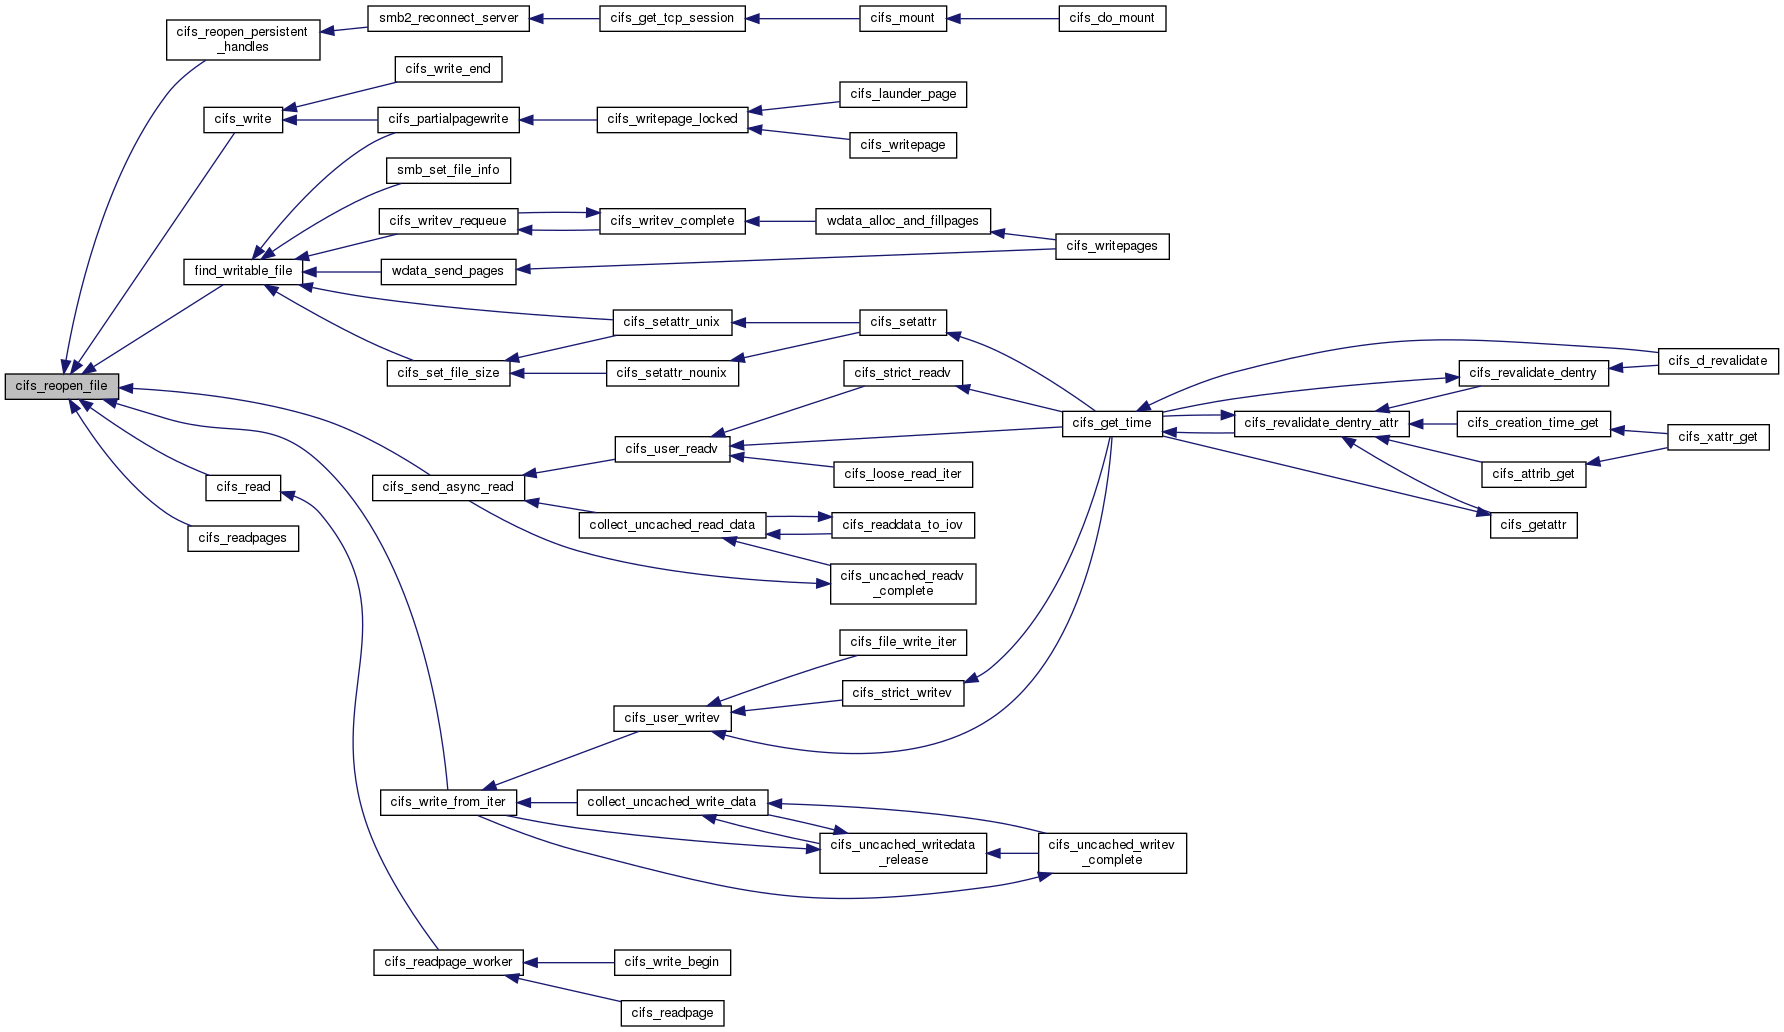 cifs_reopen_persistent
_handles
smb2_reconnect_server
cifs_get_tcp_session
cifs_mount
cifs_do_mount
cifs_write_end
cifs_write
cifs_partialpagewrite
cifs_writepage_locked
cifs_launder_page
cifs_writepage
smb_set_file_info
cifs_writev_requeue
cifs_writev_complete
wdata_alloc_and_fillpages
cifs_writepages
find_writable_file
wdata_send_pages
cifs_setattr_unix
cifs_setattr
cifs_set_file_size
cifs_setattr_nounix
cifs_strict_readv
cifs_d_revalidate
cifs_revalidate_dentry
cifs_reopen_file
cifs_get_time
cifs_revalidate_dentry_attr
cifs_creation_time_get
cifs_xattr_get
cifs_user_readv
cifs_loose_read_iter
cifs_attrib_get
cifs_read
cifs_send_async_read
cifs_readpages
collect_uncached_read_data
cifs_readdata_to_iov
cifs_getattr
cifs_uncached_readv
_complete
cifs_file_write_iter
cifs_strict_writev
cifs_user_writev
cifs_write_from_iter
collect_uncached_write_data
cifs_uncached_writedata
_release
cifs_uncached_writev
_complete
cifs_readpage_worker
cifs_write_begin
cifs_readpage